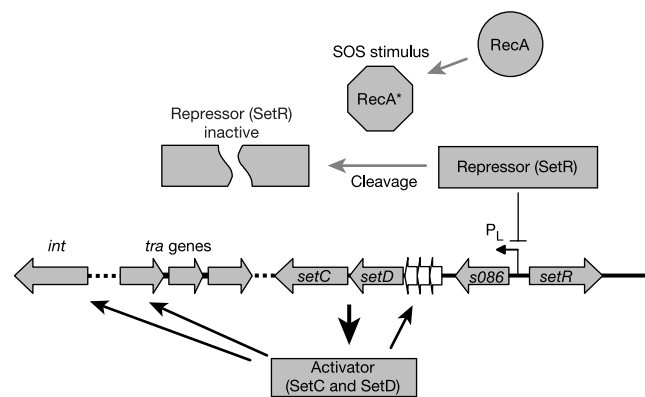 RecA
SOS stimulus
RecA*
Repressor (SetR)
inactive
Repressor (SetR)
Cleavage
P_L
int
tra genes
setC
setD
s086
setR
Activator
(SetC and SetD)